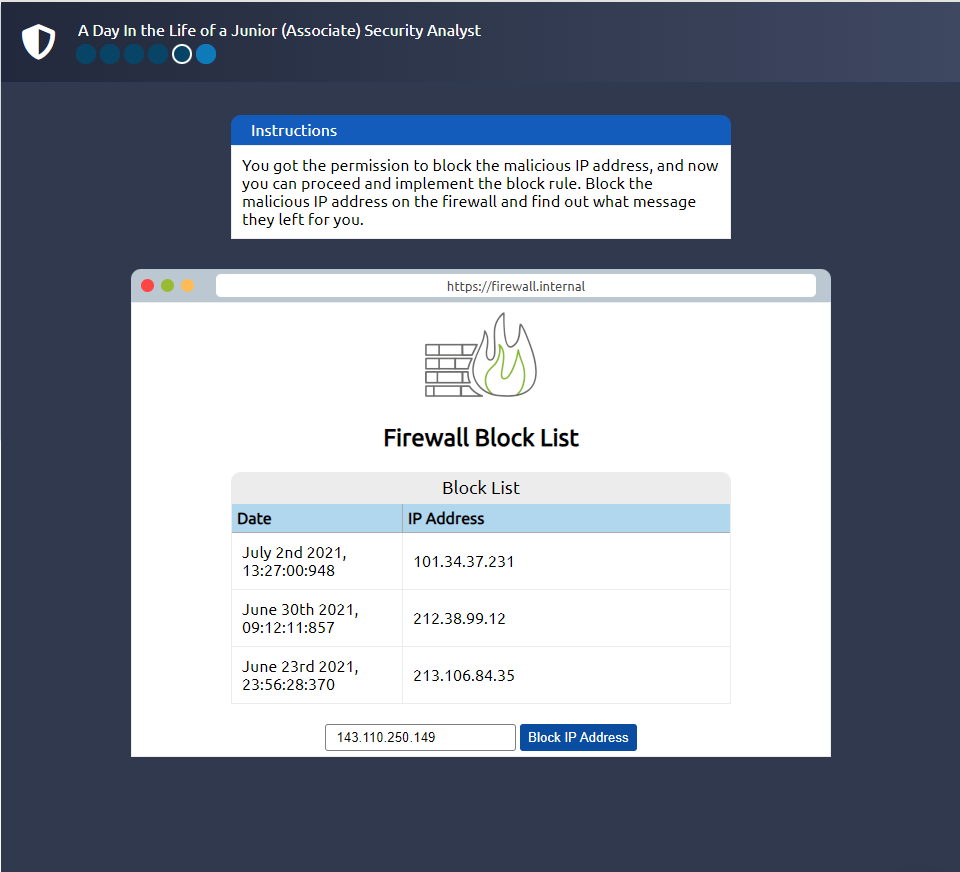 A Day In the Life of a Junior (Associate) Security Analyst
Instructions
You got the permission to block the malicious IP address, and now
you can proceed and implement the block rule. Block the
malicious IP address on the firewall and find out what message
they left for you.
https://firewall.internal
Firewall Block List
Block List
Date IP Address
July 2nd 2021,
13:27:00:948
101.34.37.231
June 30th 2021,
09:12:11:857
212.38.99.12
June 23rd 2021,
23:56:28:370
213.106.84.35
143.110.250.149
Block IP Address